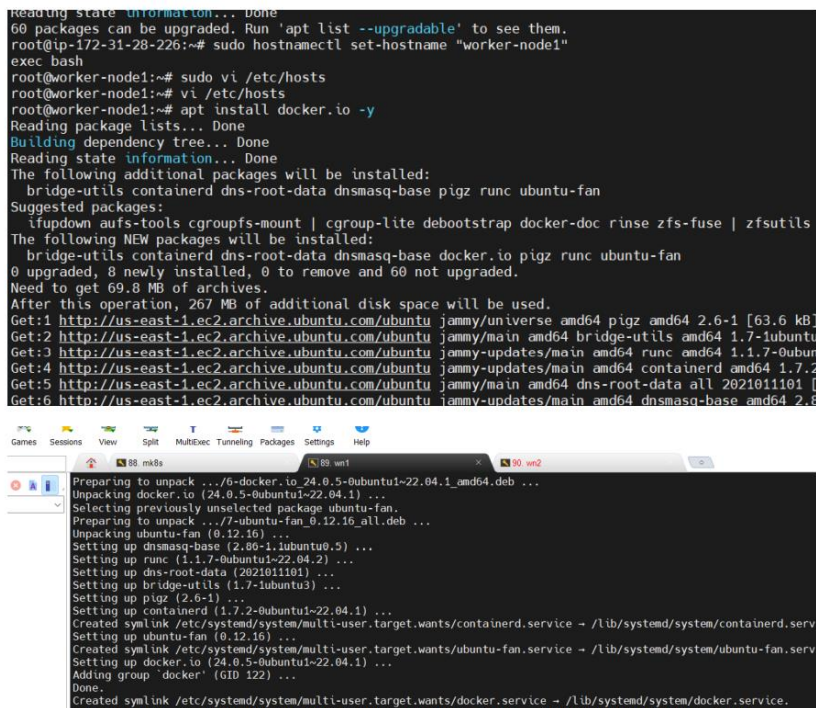 Reading state information... Done
60 packages can be upgraded. Run 'apt list --upgradable' to see them.
root@ip-172-31-28-226:~# sudo hostnamectl set-hostname "worker-node1"
exec bash
root@worker-node1:~# sudo vi /etc/hosts
root@worker-node1:~# vi /etc/hosts
root@worker-node1:~# apt install docker.io -y
Reading package lists... Done
Building dependency tree... Done
Reading state information... Done
The following additional packages will be installed:
bridge-utils containerd dns-root-data dnsmasq-base pigz runc ubuntu-fan
Suggested packages:
ifupdown aufs-tools cgroupfs-mount | cgroup-lite debootstrap docker-doc rinse zfs-fuse | zfsutils
The following NEW packages will be installed:
bridge-utils containerd dns-root-data dnsmasq-base docker.io pigz runc ubuntu-fan
0 upgraded, 8 newly installed, 0 to remove and 60 not upgraded.
Need to get 69.8 MB of archives.
After this operation, 267 MB of additional disk space will be used.
Get:1 http://us-east-1.ec2.archive.ubuntu.com/ubuntu jammy/universe amd64 pigz amd64 2.6-1 [63.6 kB]
Get:2 http://us-east-1.ec2.archive.ubuntu.com/ubuntu jammy/main amd64 bridge-utils amd64 1.7-1ubuntu
Get:3 http://us-east-1.ec2.archive.ubuntu.com/ubuntu jammy-updates/main amd64 runc amd64 1.1.7-0ubun
Get:4 http://us-east-1.ec2.archive.ubuntu.com/ubuntu jammy-updates/main amd64 containerd amd64 1.7.2
Get:5 http://us-east-1.ec2.archive.ubuntu.com/ubuntu jammy/main amd64 dns-root-data all 2021011101 [
Get:6 http://us-east-1.ec2.archive.ubuntu.com/ubuntu jammy-updates/main amd64 dnsmasq-base amd64 2.8
Games Sessions View Split MultiExec Tunneling Packages Settings Help
88. mk8s 89. wn1 90. wn2
Preparing to unpack .../6-docker.io_24.0.5-0ubuntu1~22.04.1_amd64.deb ...
Unpacking docker.io (24.0.5-0ubuntu1~22.04.1) ...
Selecting previously unselected package ubuntu-fan.
Preparing to unpack .../7-ubuntu-fan_0.12.16_all.deb ...
Unpacking ubuntu-fan (0.12.16) ...
Setting up dnsmasq-base (2.86-1.1ubuntu0.5) ...
Setting up runc (1.1.7-0ubuntu1~22.04.2) ...
Setting up dns-root-data (2021011101) ...
Setting up bridge-utils (1.7-1ubuntu3) ...
Setting up pigz (2.6-1) ...
Setting up containerd (1.7.2-0ubuntu1~22.04.1) ...
Created symlink /etc/systemd/system/multi-user.target.wants/containerd.service → /lib/systemd/system/containerd.serv
Setting up ubuntu-fan (0.12.16) ...
Created symlink /etc/systemd/system/multi-user.target.wants/ubuntu-fan.service → /lib/systemd/system/ubuntu-fan.serv
Setting up docker.io (24.0.5-0ubuntu1~22.04.1) ...
Adding group `docker' (GID 122) ...
Done.
Created symlink /etc/systemd/system/multi-user.target.wants/docker.service → /lib/systemd/system/docker.service.